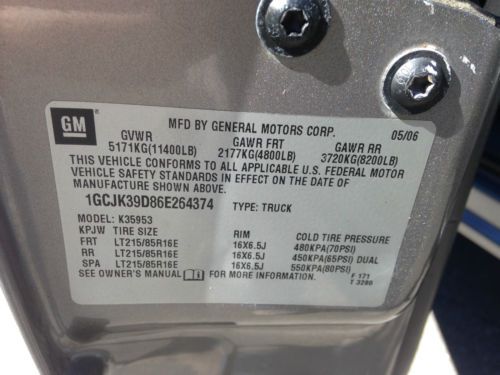 GM
MFD BY GENERAL MOTORS CORP. 05/06
GVWR GAWR FRT GAWR RR
5171KG(11400LB) 2177KG(4800LB) 3720KG(8200LB)
THIS VEHICLE CONFORMS TO ALL APPLICABLE U.S. FEDERAL MOTOR
VEHICLE SAFETY STANDARDS IN EFFECT ON THE DATE OF
MANUFACTURE SHOWN ABOVE.
1GCJK39D86E264374 TYPE: TRUCK
MODEL: K35953
KPJW TIRE SIZE RIM COLD TIRE PRESSURE
FRT LT215/85R16E 16X6.5J 480KPA(70PSI)
RR LT215/85R16E 16X6.5J 450KPA(65PSI) DUAL
SPA LT215/85R16E 16X6.5J 550KPA(80PSI)
SEE OWNER'S MANUAL FOR MORE INFORMATION. F 171
T 3280